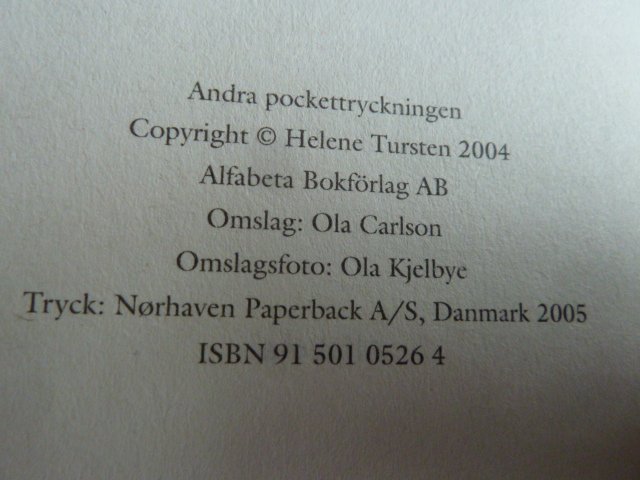 Andra pockettryckningen
Copyright © Helene Tursten 2004
Alfabeta Bokförlag AB
Omslag: Ola Carlson
Omslagsfoto: Ola Kjelbye
Tryck: Nørhaven Paperback A/S, Danmark 2005
ISBN 91 501 0526 4